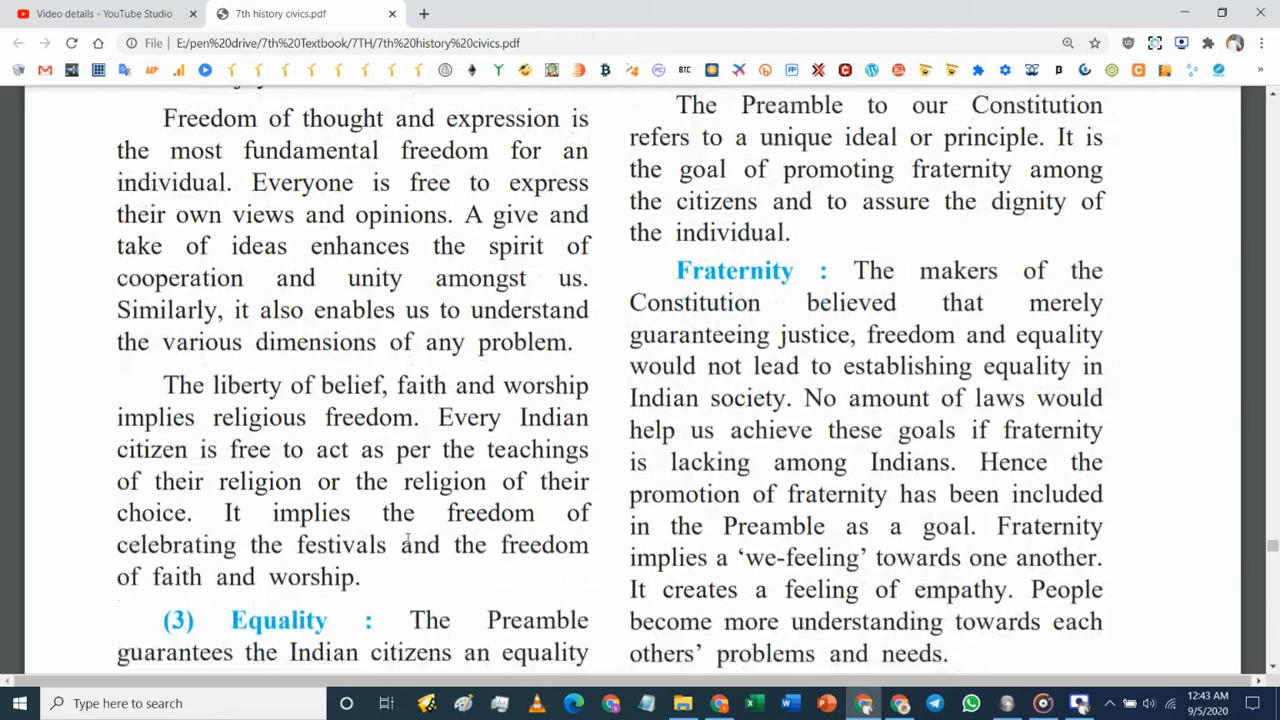 Video details - YouTube Studio
7th history civics.pdf
File
E:/pen%20drive/7th%20Textbook/7TH/7th%20history%20civics.pdf
Freedom of thought and expression is
the most fundamental freedom for an
individual. Everyone is free to express
their own views and opinions. A give and
take of ideas enhances the spirit of
cooperation and unity amongst us.
Similarly, it also enables us to understand
the various dimensions of any problem.
The liberty of belief, faith and worship
implies religious freedom. Every Indian
citizen is free to act as per the teachings
of their religion or the religion of their
choice. It implies the freedom of
celebrating the festivals and the freedom
of faith and worship.
(3) Equality : The Preamble
guarantees the Indian citizens an equality
The Preamble to our Constitution
refers to a unique ideal or principle. It is
the goal of promoting fraternity among
the citizens and to assure the dignity of
the individual.
Fraternity : The makers of the
Constitution believed that merely
guaranteeing justice, freedom and equality
would not lead to establishing equality in
Indian society. No amount of laws would
help us achieve these goals if fraternity
is lacking among Indians. Hence the
promotion of fraternity has been included
in the Preamble as a goal. Fraternity
implies a ‘we-feeling’ towards one another.
It creates a feeling of empathy. People
become more understanding towards each
others’ problems and needs.
Type here to search
12:43 AM
9/5/2020